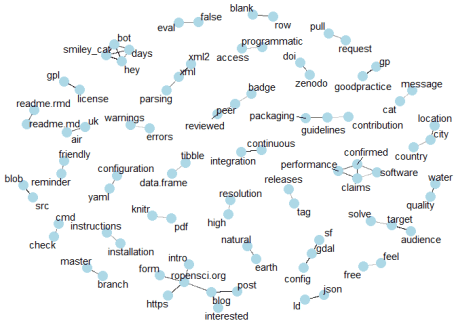 blank
bot
eval
false
row
pull
smiley_cat
days
xml2
programmatic
request
hey
access
doi
gp
gpl
xml
zenodo
goodpractice
message
license
parsing
badge
cat
readme.rmd
peer
location
readme.md
uk
warnings
reviewed
packaging
guidelines
contribution
city
air
errors
country
friendly
tibble
continuous
confirmed
integration
performance
software
blob
reminder
configuration
data.frame
claims
water
src
yaml
resolution
releases
quality
cmd
knitr
high
tag
solve
target
check
instructions
pdf
audience
installation
natural
sf
gdal
master
intro
earth
feel
form
ropensci.org
config
free
branch
post
json
https
blog
ld
interested